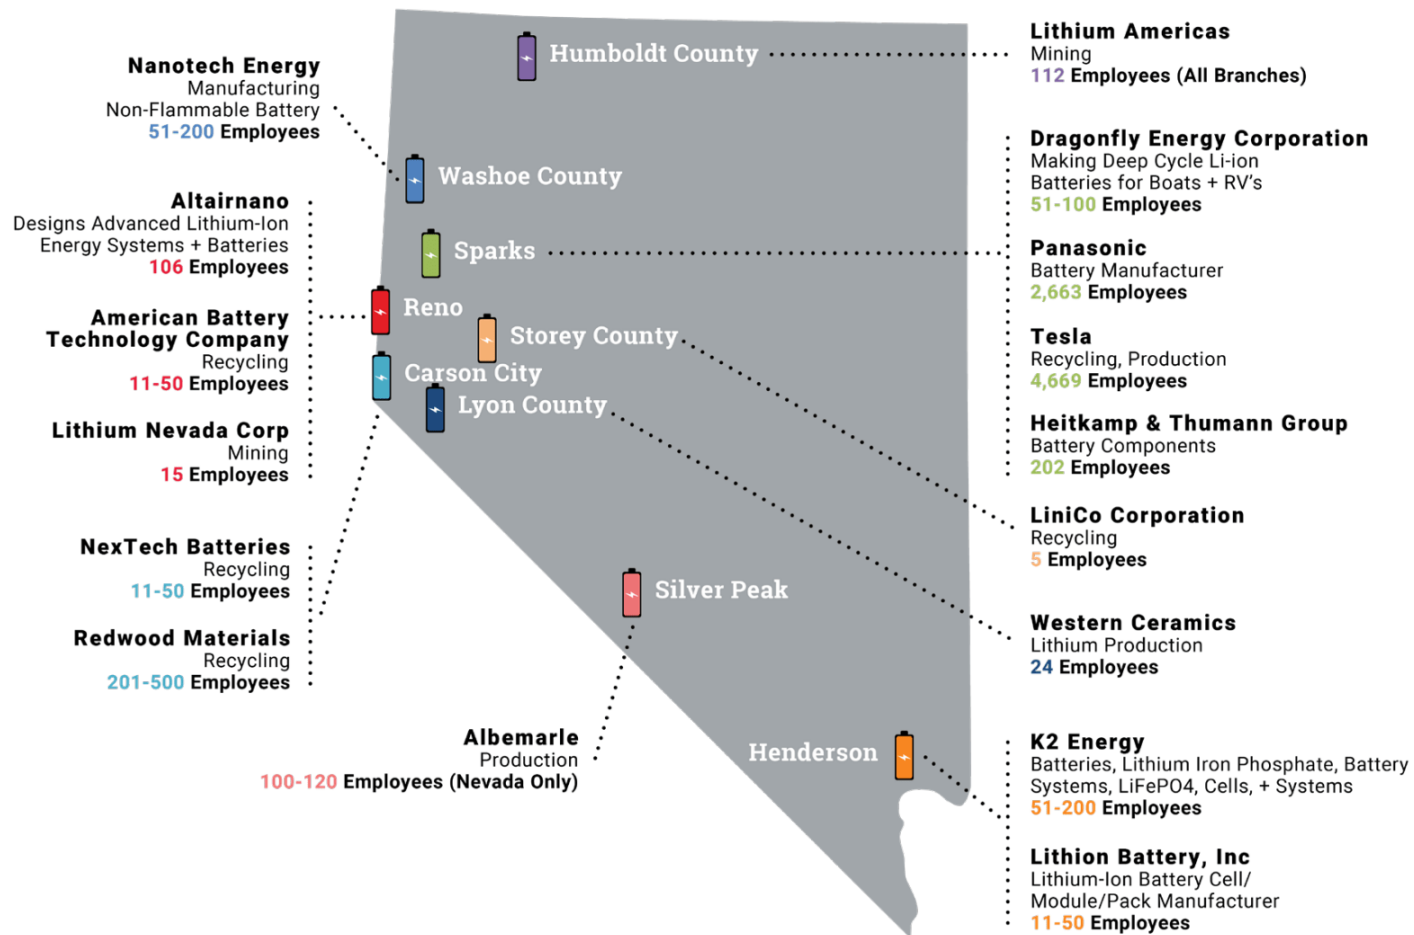 Nanotech Energy
Manufacturing
Non-Flammable Battery
51-200 Employees
Altairnano
Designs Advanced Lithium-Ion
Energy Systems + Batteries
106 Employees
American Battery
Technology Company
Recycling
11-50 Employees
Lithium Nevada Corp
Mining
15 Employees
NexTech Batteries
Recycling
11-50 Employees
Redwood Materials
Recycling
201-500 Employees
Albemarle
Production
100-120 Employees (Nevada Only)
Humboldt County
Washoe County
Sparks
Reno
Storey County
Carson City
Lyon County
Silver Peak
Henderson
Lithium Americas
Mining
112 Employees (All Branches)
Dragonfly Energy Corporation
Making Deep Cycle Li-ion
Batteries for Boats + RV's
51-100 Employees
Panasonic
Battery Manufacturer
2,663 Employees
Tesla
Recycling, Production
4,669 Employees
Heitkamp & Thumann Group
Battery Components
202 Employees
LiniCo Corporation
Recycling
5 Employees
Western Ceramics
Lithium Production
24 Employees
K2 Energy
Batteries, Lithium Iron Phosphate, Battery
Systems, LiFePO4, Cells, + Systems
51-200 Employees
Lithion Battery, Inc
Lithium-Ion Battery Cell/
Module/Pack Manufacturer
11-50 Employees